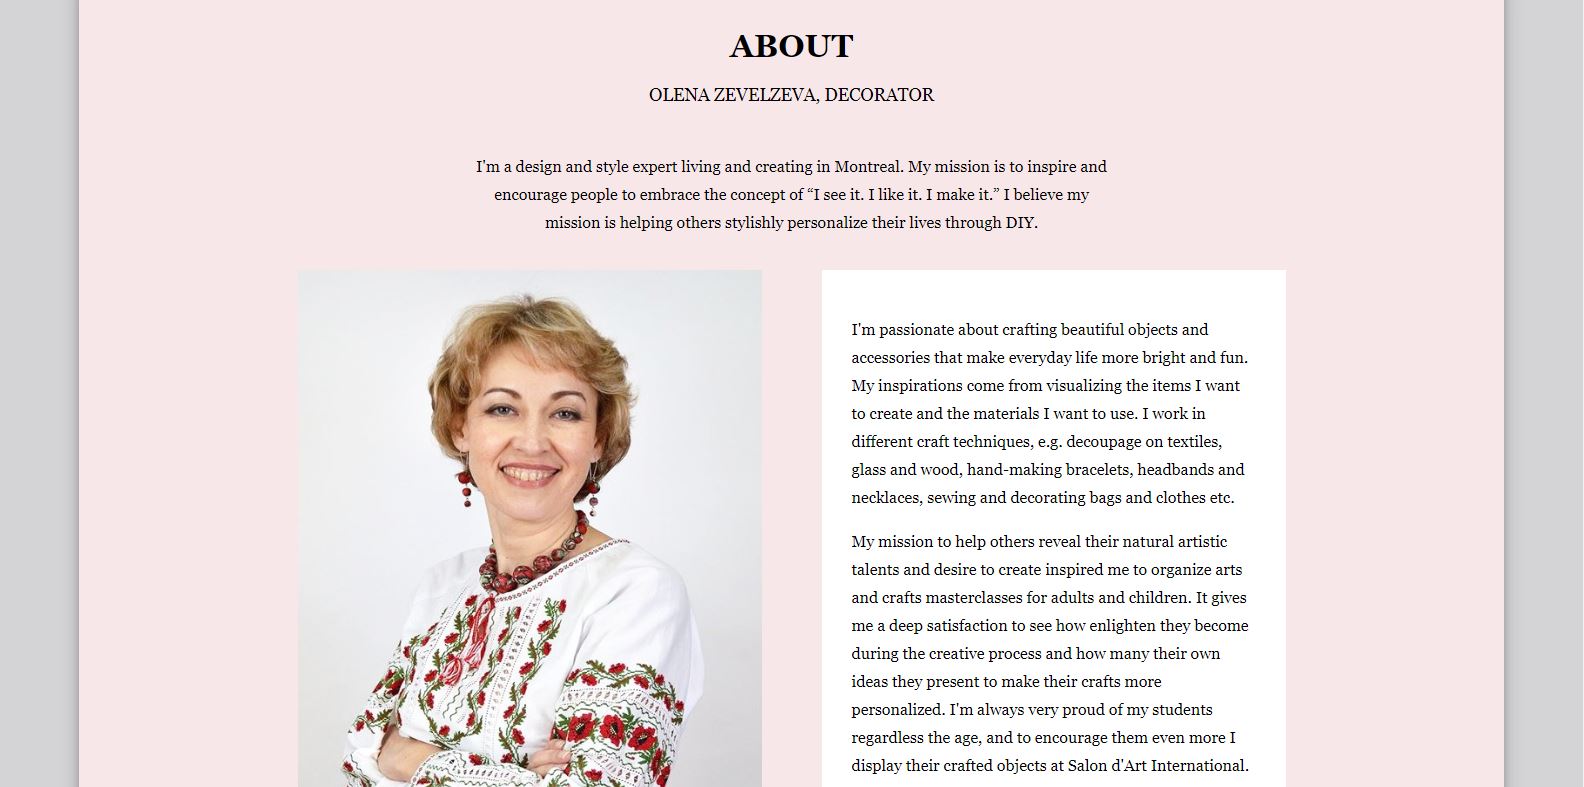 ABOUT
OLENA ZEVELZEVA, DECORATOR
I'm a design and style expert living and creating in Montreal. My mission is to inspire and
encourage people to embrace the concept of “I see it. I like it. I make it.” I believe my
mission is helping others stylishly personalize their lives through DIY.
I'm passionate about crafting beautiful objects and
accessories that make everyday life more bright and fun.
My inspirations come from visualizing the items I want
to create and the materials I want to use. I work in
different craft techniques, e.g. decoupage on textiles,
glass and wood, hand-making bracelets, headbands and
necklaces, sewing and decorating bags and clothes etc.
My mission to help others reveal their natural artistic
talents and desire to create inspired me to organize arts
and crafts masterclasses for adults and children. It gives
me a deep satisfaction to see how enlighten they become
during the creative process and how many their own
ideas they present to make their crafts more
personalized. I'm always very proud of my students
regardless the age, and to encourage them even more I
display their crafted objects at Salon d'Art International.